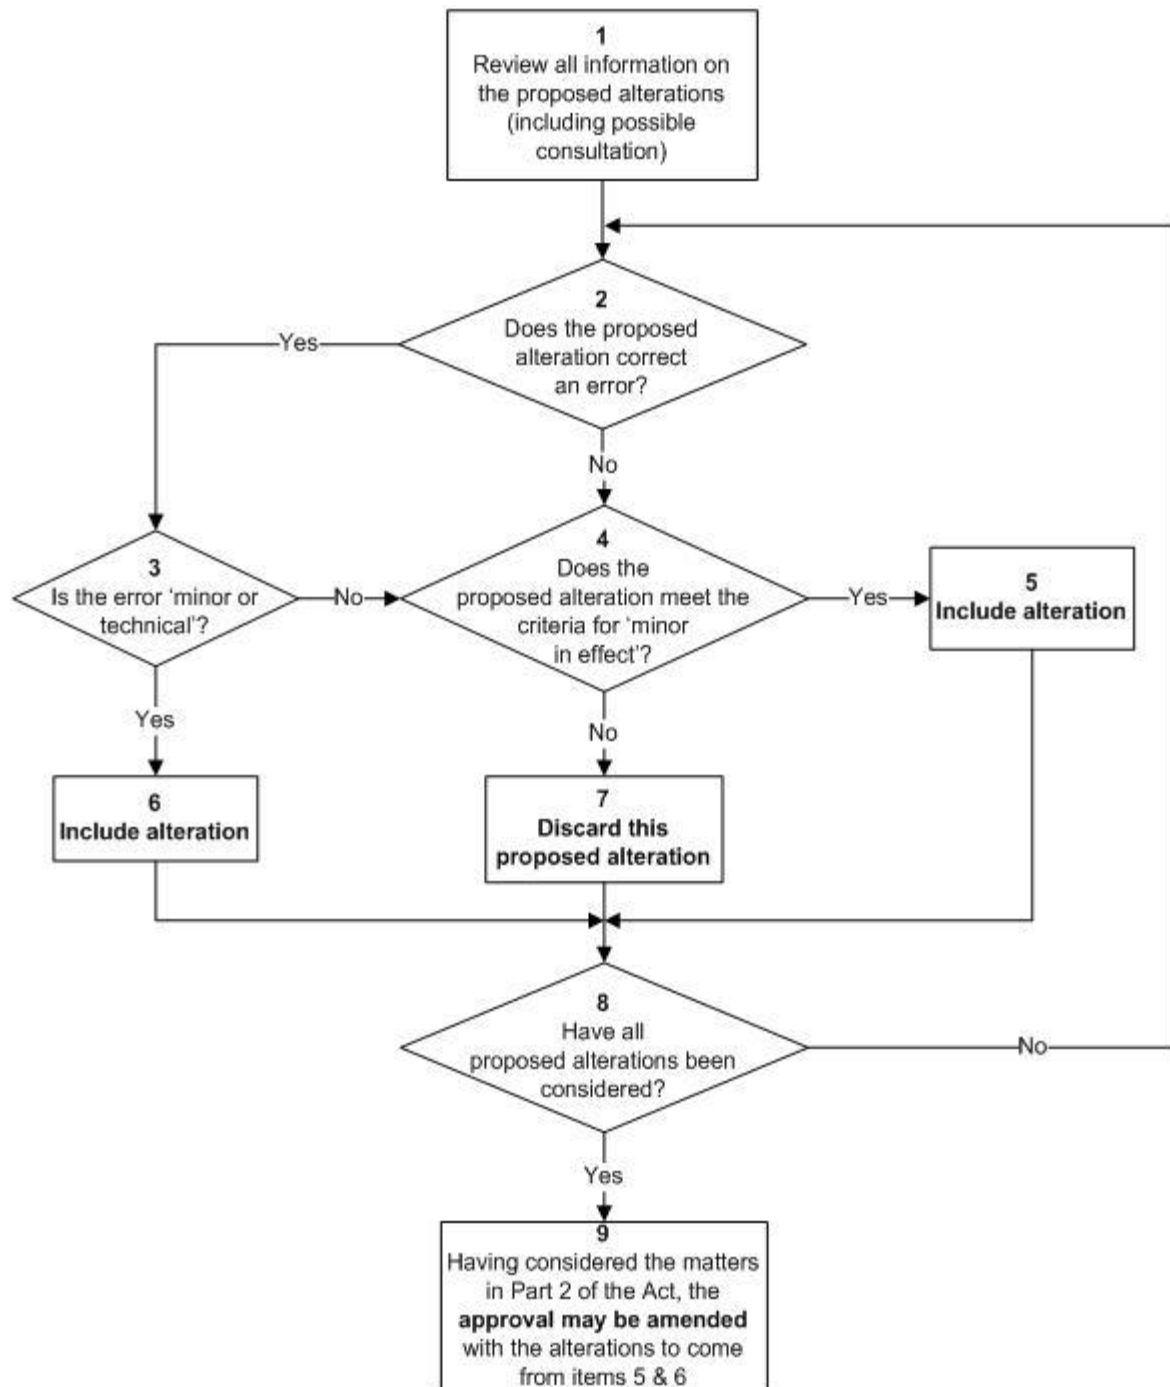 1
Review all information on
the proposed alterations
(including possible
consultation)
2
Does the proposed
alteration correct
an error?
Yes
No
3
Is the error ‘minor or
technical’?
No
4
Does the
proposed alteration meet the
criteria for ‘minor
in effect’?
Yes
5
Include alteration
Yes
No
6
Include alteration
7
Discard this
proposed alteration
8
Have all
proposed alterations been
considered?
No
Yes
9
Having considered the matters
in Part 2 of the Act, the
approval may be amended
with the alterations to come
from items 5 & 6